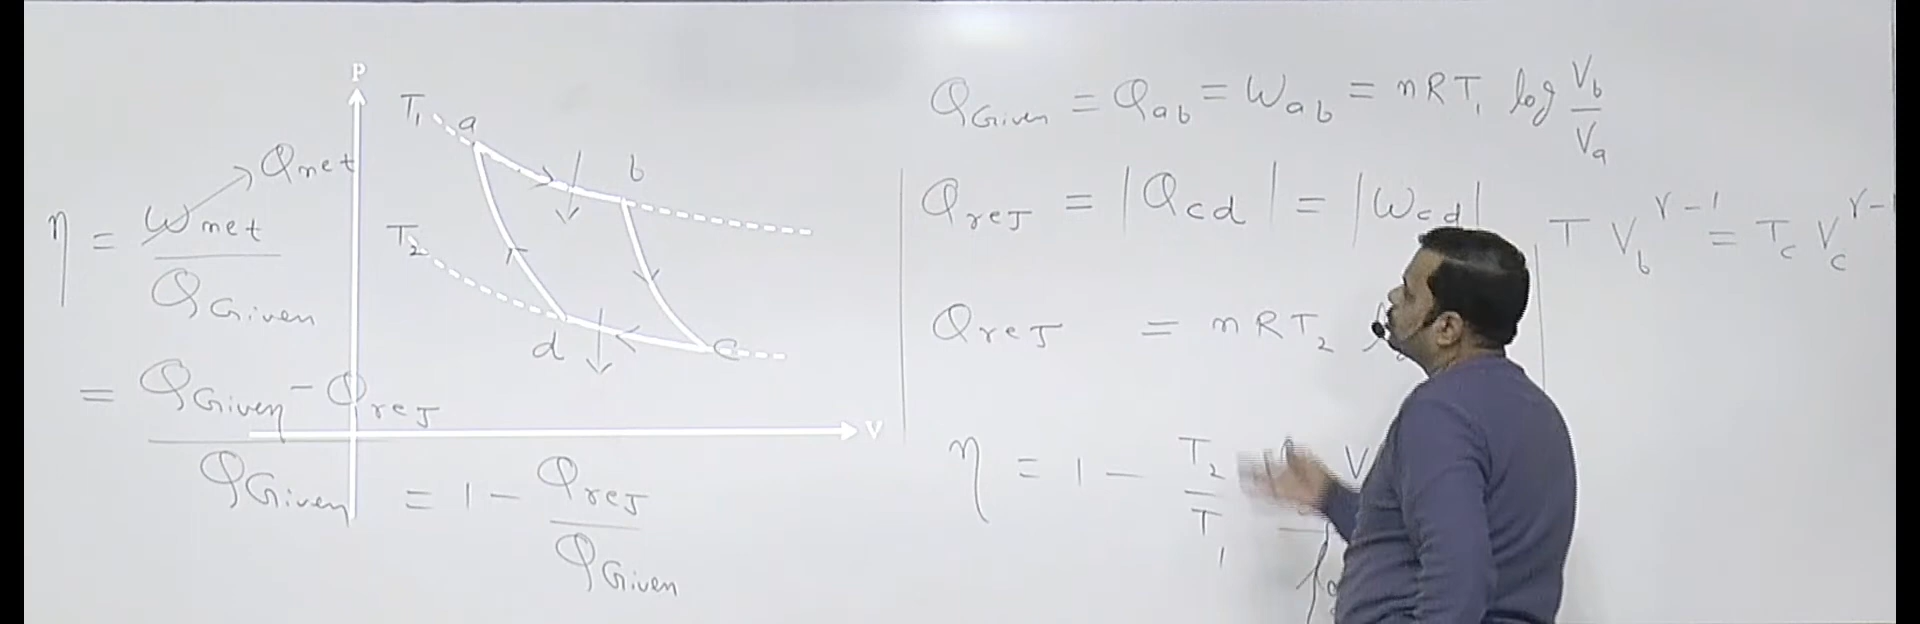 P
T₁ a
b
T₂
d
c
V
η = Wnet / QGiven
Qnet
= QGiven - Qrej / QGiven = 1 - Qrej / QGiven
QGiven = Qab = Wab = nRT₁ log Vb / Va
Qrej = |Qcd| = |Wcd|
Qrej = nRT₂
η = 1 - T₂ / T₁
T Vb^γ-1 = Tc Vc^γ-